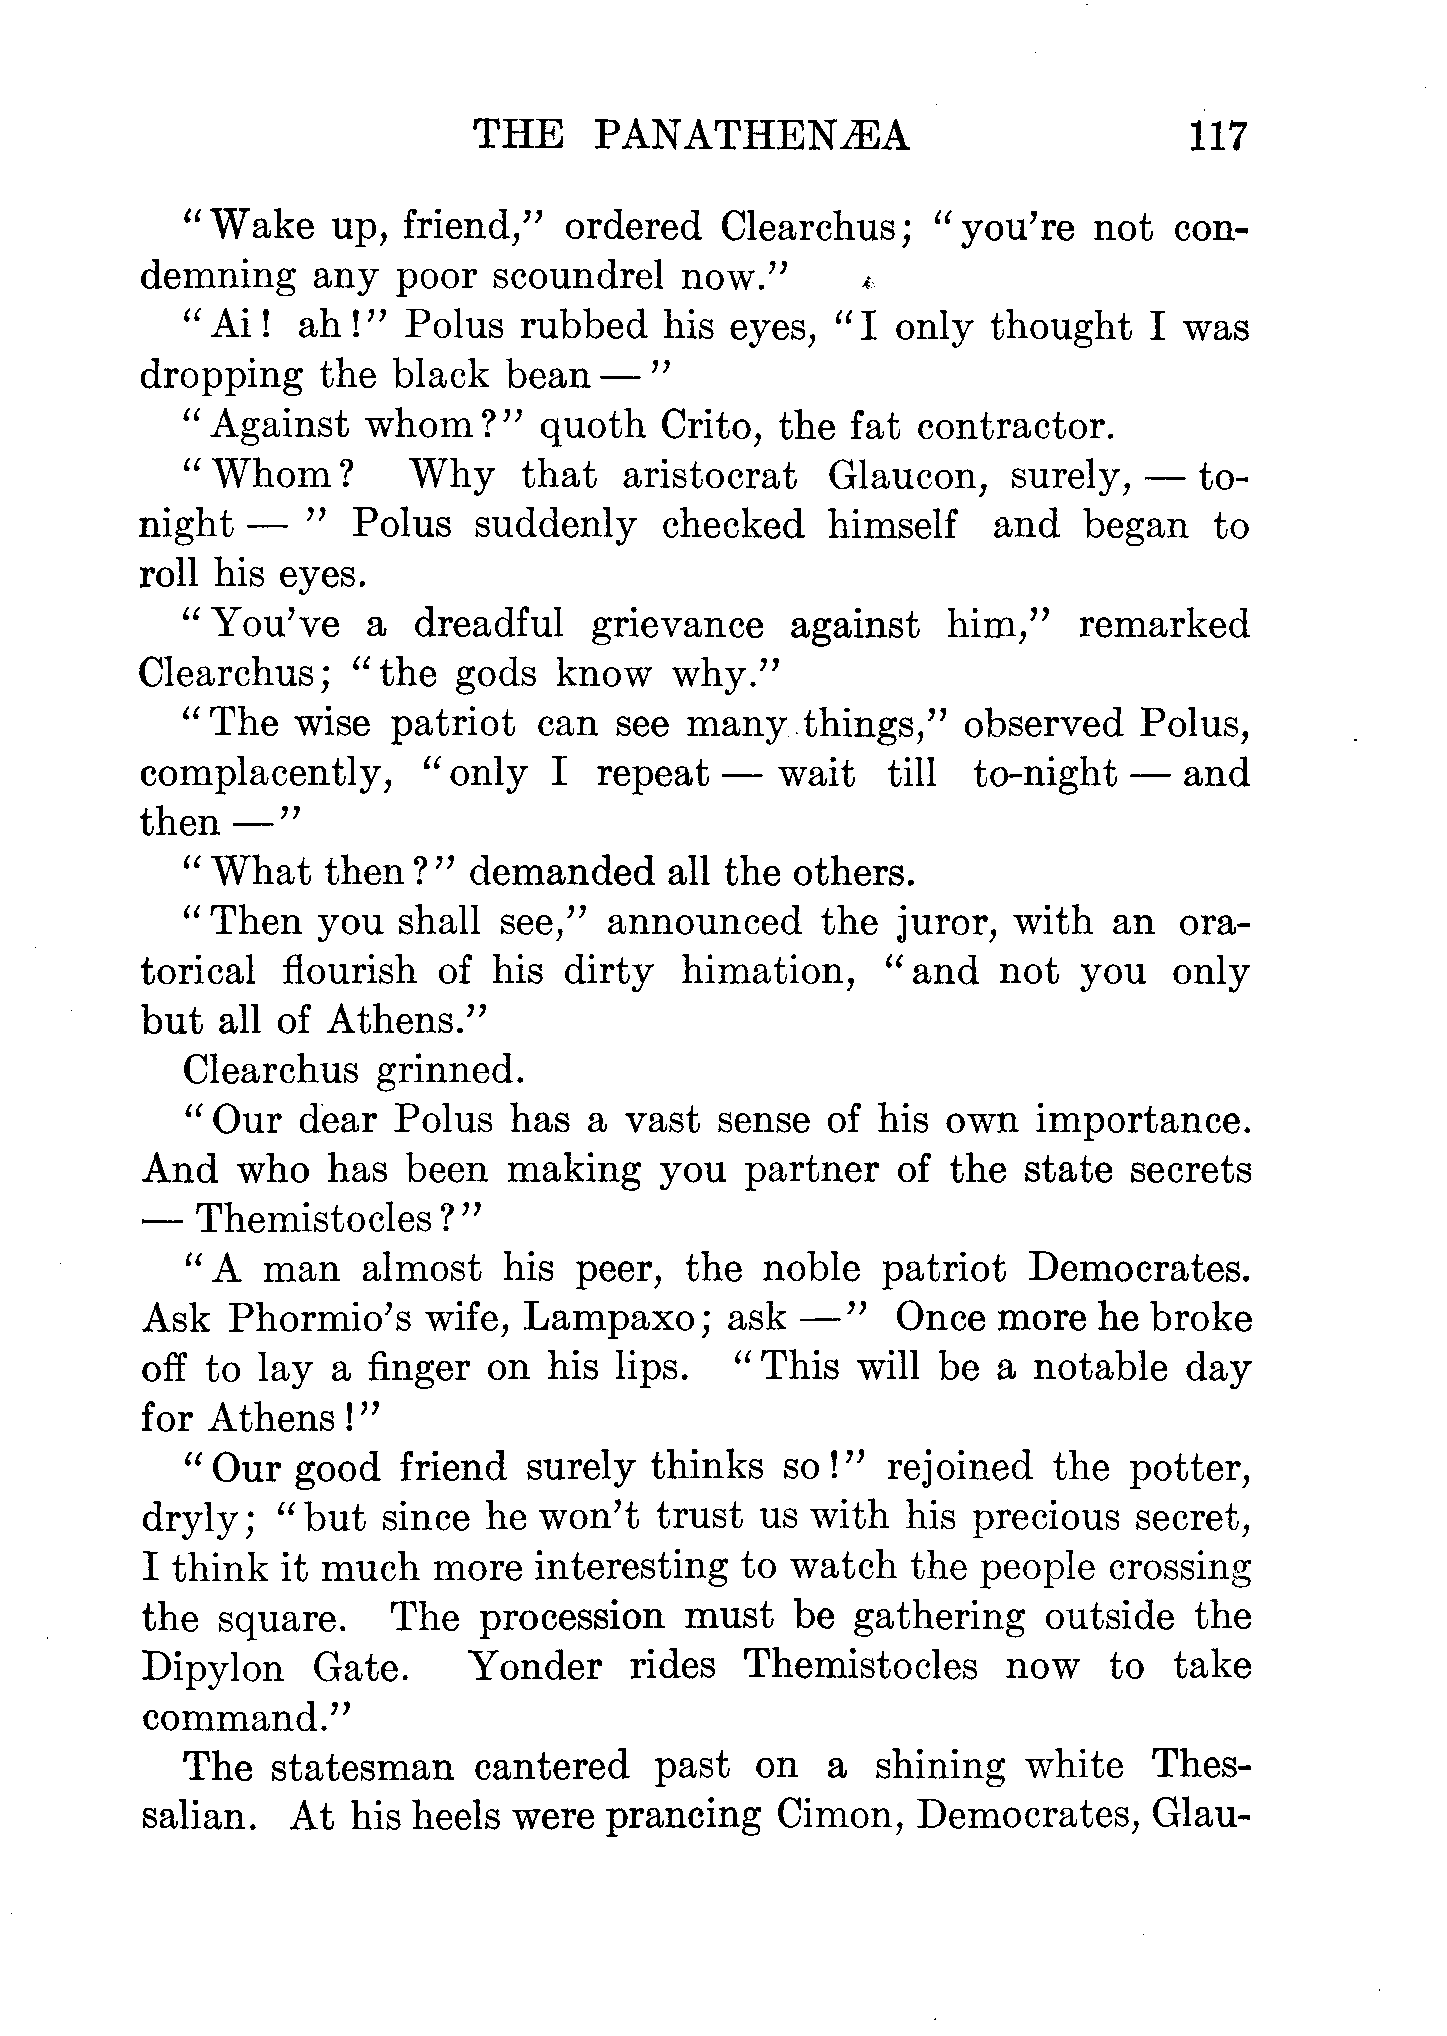 THE PANATHENÆA 117
“Wake up, friend,” ordered Clearchus; “you're not con-
demning any poor scoundrel now.”
“Ai! ah!” Polus rubbed his eyes, “I only thought I was
dropping the black bean — ”
“Against whom?” quoth Crito, the fat contractor.
“Whom? Why that aristocrat Glaucon, surely, — to-
night — ” Polus suddenly checked himself and began to
roll his eyes.
“You've a dreadful grievance against him,” remarked
Clearchus; “the gods know why.”
“The wise patriot can see many things,” observed Polus,
complacently, “only I repeat — wait till to-night — and
then —”
“What then?” demanded all the others.
“Then you shall see,” announced the juror, with an ora-
torical flourish of his dirty himation, “and not you only
but all of Athens.”
Clearchus grinned.
“Our dear Polus has a vast sense of his own importance.
And who has been making you partner of the state secrets
— Themistocles?”
“A man almost his peer, the noble patriot Democrates.
Ask Phormio's wife, Lampaxo; ask —” Once more he broke
off to lay a finger on his lips. “This will be a notable day
for Athens!”
“Our good friend surely thinks so!” rejoined the potter,
dryly; “but since he won't trust us with his precious secret,
I think it much more interesting to watch the people crossing
the square. The procession must be gathering outside the
Dipylon Gate. Yonder rides Themistocles now to take
command.”
The statesman cantered past on a shining white Thes-
salian. At his heels were prancing Cimon, Democrates, Glau-